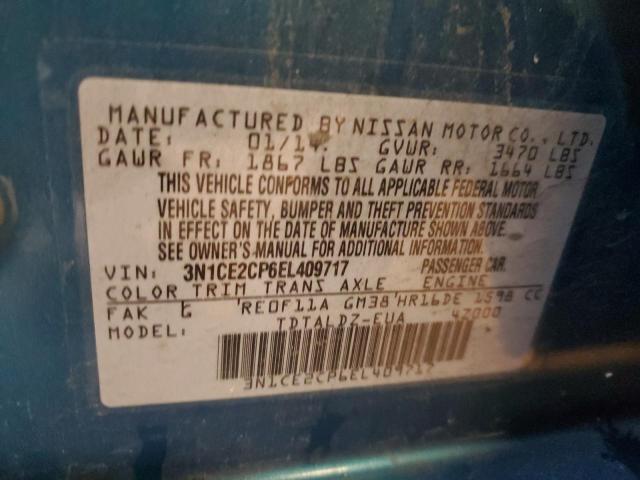 MANUFACTURED BY NISSAN MOTOR CO., LTD.
DATE: 01/14 GVWR: 3470 LBS
GAWR FR: 1867 LBS GAWR RR: 1664 LBS
THIS VEHICLE CONFORMS TO ALL APPLICABLE FEDERAL MOTOR
VEHICLE SAFETY, BUMPER AND THEFT PREVENTION STANDARDS
IN EFFECT ON THE DATE OF MANUFACTURE SHOWN ABOVE.
SEE OWNER'S MANUAL FOR ADDITIONAL INFORMATION.
VIN: 3N1CE2CP6EL409717 PASSENGER CAR.
COLOR TRIM TRANS AXLE ENGINE
FAK G RE0F11A GM38 HR16DE 1598 CC
MODEL: TDTALDZ-EUA 4Z000
3N1CE2CP6EL409717